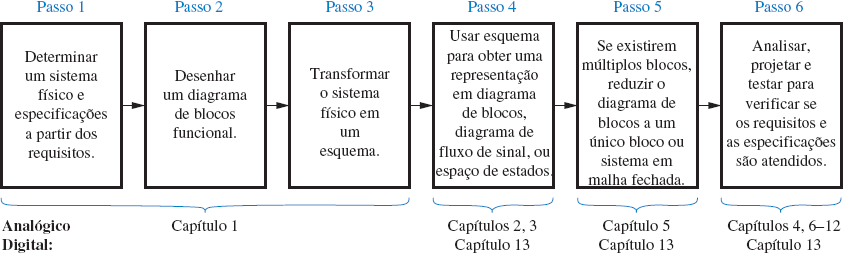 Passo 1
Passo 2
Passo 3
Passo 4
Passo 5
Passo 6
Determinar
um sistema
físico e
especificações
a partir dos
requisitos.
Desenhar
um diagrama
de blocos
funcional.
Transformar
o sistema
físico em
um
esquema.
Usar esquema
para obter uma
representação
em diagrama
de blocos,
diagrama de
fluxo de sinal, ou
espaço de estados.
Se existirem
múltiplos blocos,
reduzir o
diagrama de
blocos a um
único bloco ou
sistema em
malha fechada.
Analisar,
projetar e
testar para
verificar se
os requisitos e
as especificações
são atendidos.
Analógico
Capítulo 1
Capítulos 2, 3
Capítulo 5
Capítulos 4, 6–12
Digital:
Capítulo 13
Capítulo 13
Capítulo 13